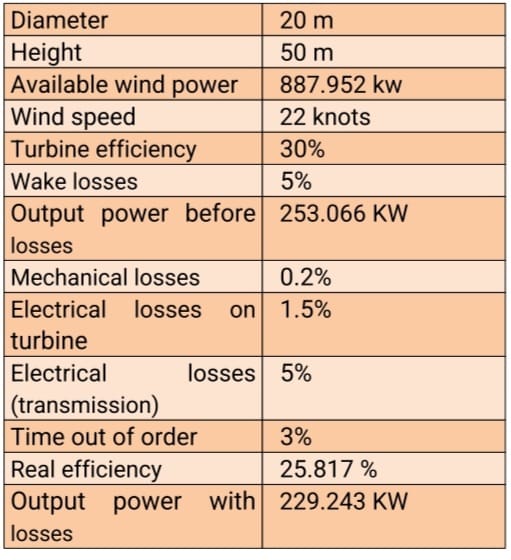 Diameter 20 m
Height 50 m
Available wind power 887.952 kw
Wind speed 22 knots
Turbine efficiency 30%
Wake losses 5%
Output power before 253.066 KW
losses
Mechanical losses 0.2%
Electrical losses on 1.5%
turbine
Electrical losses 5%
(transmission)
Time out of order 3%
Real efficiency 25.817 %
Output power with 229.243 KW
losses